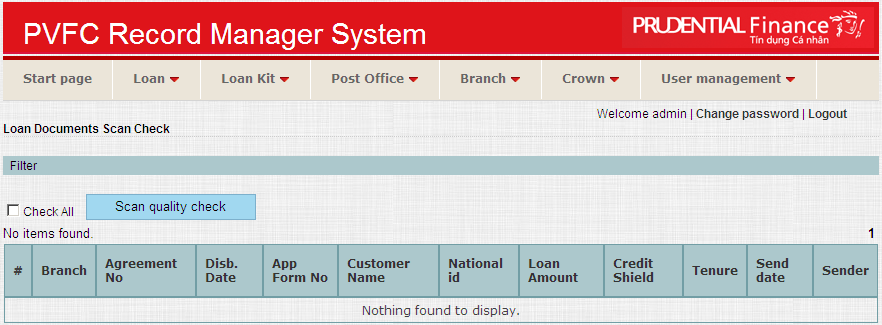 PVFC Record Manager System
PRUDENTIAL Finance
Tín dụng Cá nhân
Start page Loan Loan Kit Post Office Branch Crown User management
Welcome admin | Change password | Logout
Loan Documents Scan Check
Filter
Check All Scan quality check
No items found. 1
# Branch Agreement No Disb. Date App Form No Customer Name National id Loan Amount Credit Shield Tenure Send date Sender
Nothing found to display.